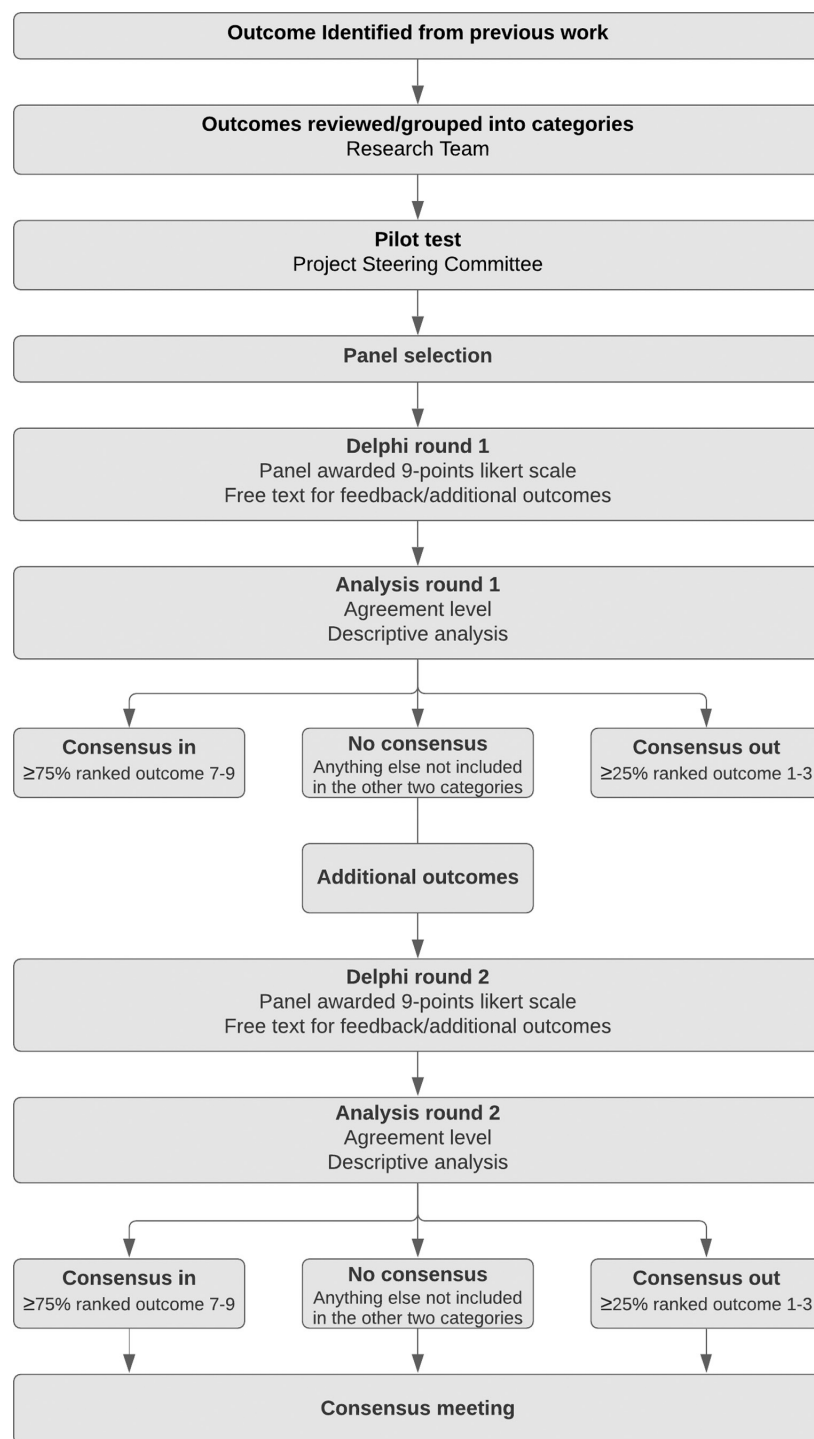 Outcome Identified from previous work
Outcomes reviewed/grouped into categories
Research Team
Pilot test
Project Steering Committee
Panel selection
Delphi round 1
Panel awarded 9-points likert scale
Free text for feedback/additional outcomes
Analysis round 1
Agreement level
Descriptive analysis
Consensus in
≥75% ranked outcome 7-9
No consensus
Anything else not included
in the other two categories
Consensus out
≥25% ranked outcome 1-3
Additional outcomes
Delphi round 2
Panel awarded 9-points likert scale
Free text for feedback/additional outcomes
Analysis round 2
Agreement level
Descriptive analysis
Consensus in
≥75% ranked outcome 7-9
No consensus
Anything else not included
in the other two categories
Consensus out
≥25% ranked outcome 1-3
Consensus meeting